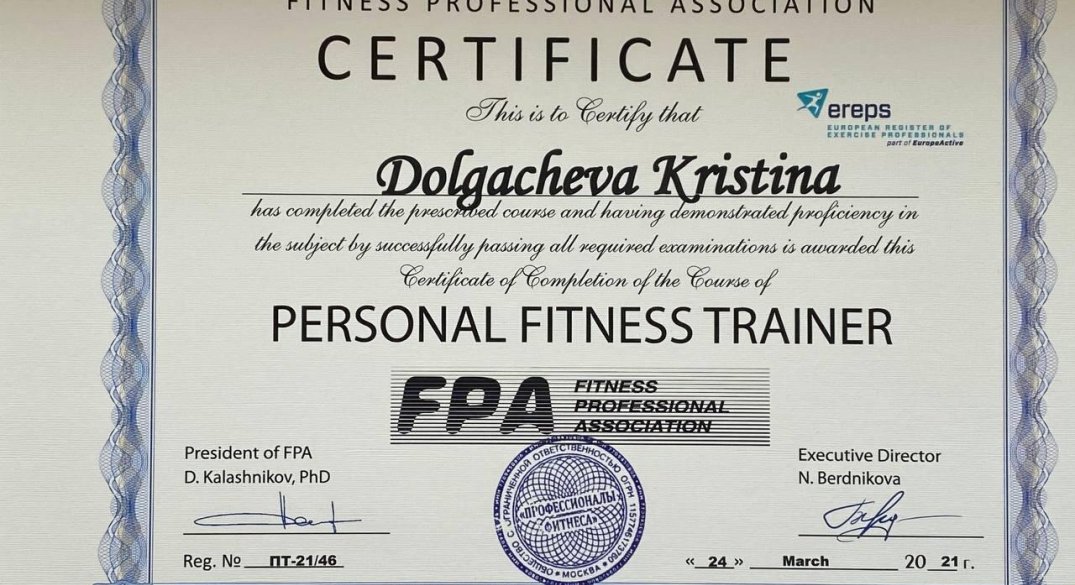 FITNESS PROFESSIONAL ASSOCIATION
CERTIFICATE
This is to Certify that
ereps
EUROPEAN REGISTER OF
EXERCISE PROFESSIONALS
part of EuropeActive
Dolgacheva Kristina
has completed the prescribed course and having demonstrated proficiency in
the subject by successfully passing all required examinations is awarded this
Certificate of Completion of the Course of
PERSONAL FITNESS TRAINER
FPA
FITNESS
PROFESSIONAL
ASSOCIATION
President of FPA
D. Kalashnikov, PhD
Executive Director
N. Berdnikova
ОБЩЕСТВО С ОГРАНИЧЕННОЙ ОТВЕТСТВЕННОСТЬЮ
«ПРОФЕССИОНАЛЫ
ФИТНЕСА»
МОСКВА
Reg. № ПТ-21/46
« 24 » March 20 21 г.